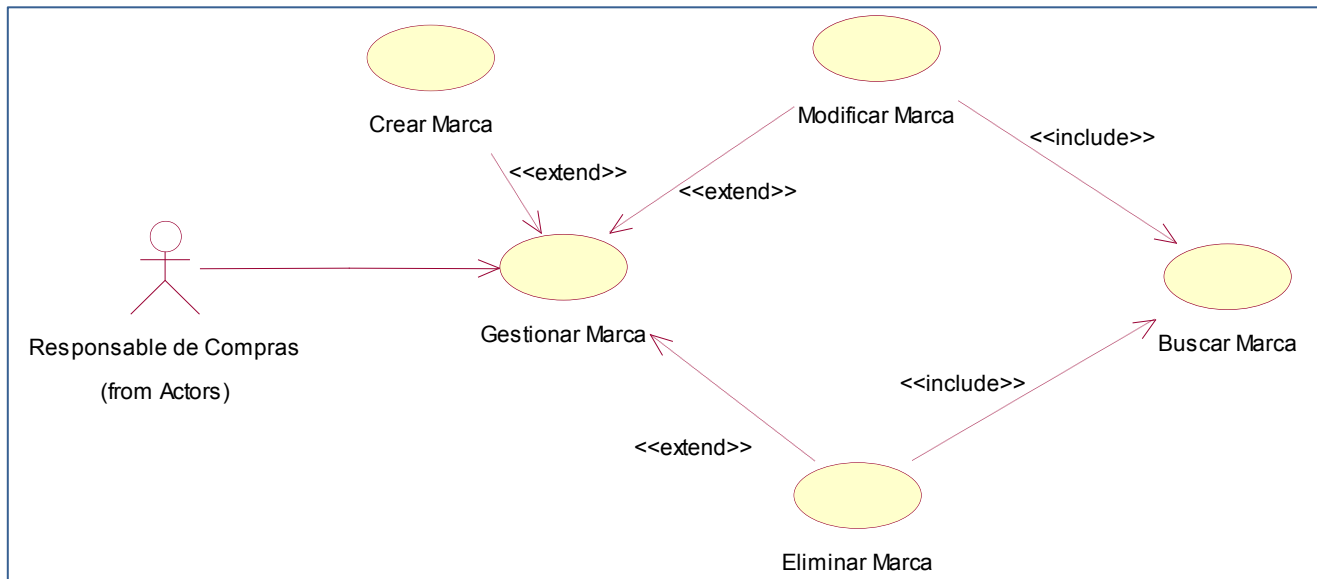 Crear Marca
Modificar Marca
<<include>>
<<extend>>
<<extend>>
Responsable de Compras
(from Actors)
Gestionar Marca
Buscar Marca
<<include>>
<<extend>>
Eliminar Marca